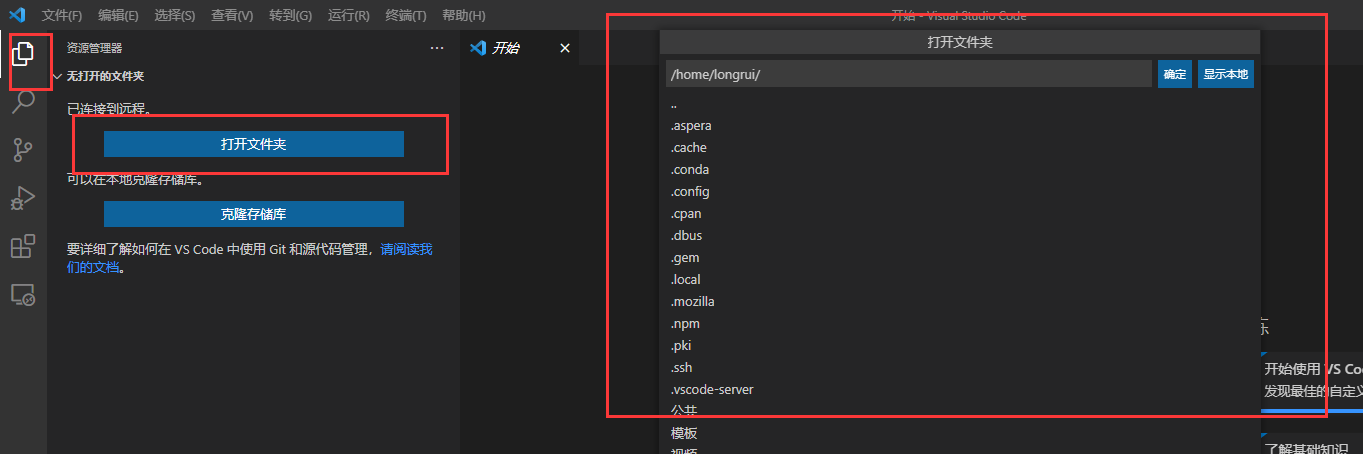 文件(F) 编辑(E) 选择(S) 查看(V) 转到(G) 运行(R) 终端(T) 帮助(H) 开始 - Visual Studio Code
资源管理器 ···
无打开的文件夹
已连接到远程。
打开文件夹
可以在本地克隆存储库。
克隆存储库
要详细了解如何在 VS Code 中使用 Git 和源代码管理，请阅读我
们的文档。
开始
打开文件夹
/home/longrui/ 确定 显示本地
..
.aspera
.cache
.conda
.config
.cpan
.dbus
.gem
.local
.mozilla
.npm
.pki
.ssh
.vscode-server
公共
模板
视频
开始使用 VS Co
发现最佳的自定义
了解基础知识